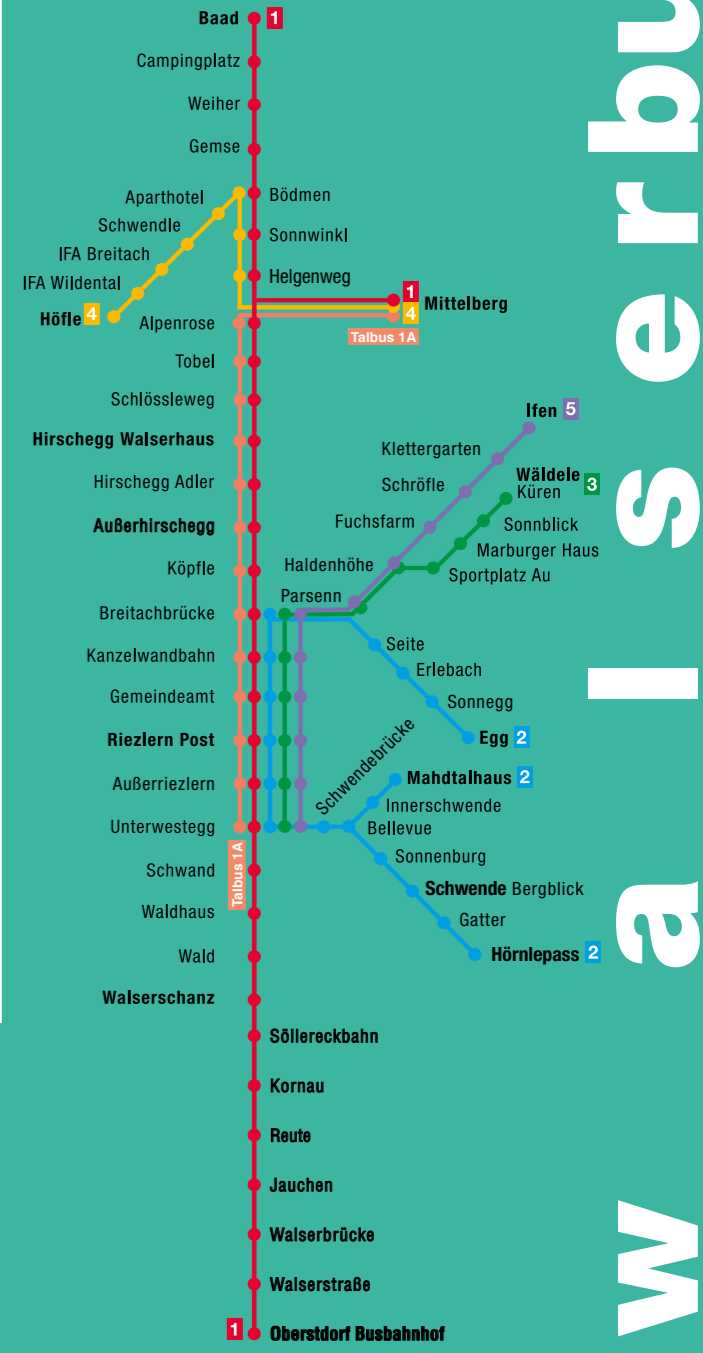 Baad 1
Campingplatz
Weiher
Gemse
Bödmen
Aparthotel
Schwendle
Sonnwinkl
IFA Breitach
Helgenweg
IFA Wildental
Höfle 4
1
4
Mittelberg
Talbus 1A
Alpenrose
Tobel
Schlössleweg
Hirschegg Walserhaus
Hirschegg Adler
Außerhirschegg
Köpfle
Breitachbrücke
Kanzelwandbahn
Gemeindeamt
Riezlern Post
Außerriezlern
Unterwestegg
Talbus 1A
Schwand
Waldhaus
Wald
Walserschanz
Ifen 5
Klettergarten
Schröfle
Fuchsfarm
Haldenhöhe
Parsenn
Wäldele 3
Küren
Sonnblick
Marburger Haus
Sportplatz Au
Seite
Erlebach
Sonnegg
Egg 2
Schwendebrücke
Mahdtalhaus 2
Innerschwende
Bellevue
Sonnenburg
Schwende Bergblick
Gatter
Hörnlepass 2
Söllereckbahn
Kornau
Reute
Jauchen
Walserbrücke
Walserstraße
1 Oberstdorf Busbahnhof
walserbu